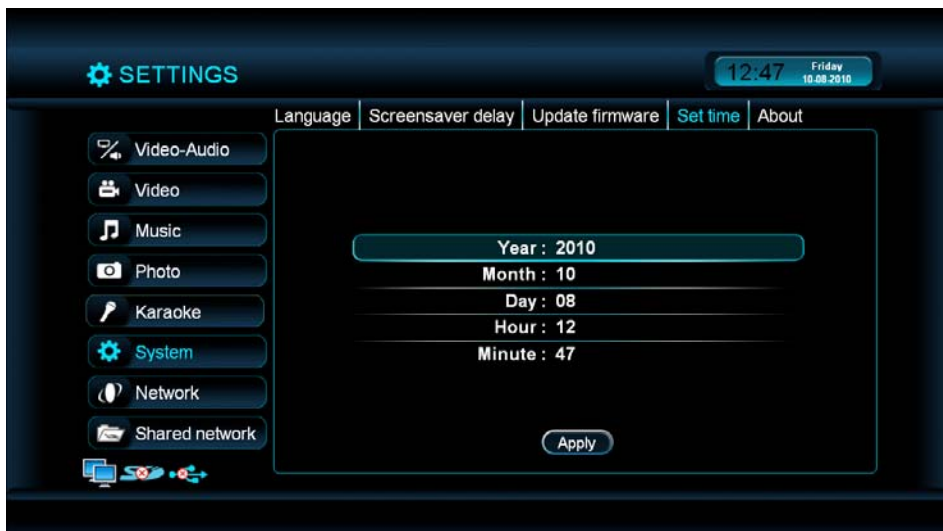 SETTINGS
12:47 Friday
10-08-2010
Language Screensaver delay Update firmware Set time About
Video-Audio
Video
Music
Photo
Karaoke
System
Network
Shared network
Year : 2010
Month : 10
Day : 08
Hour : 12
Minute : 47
Apply